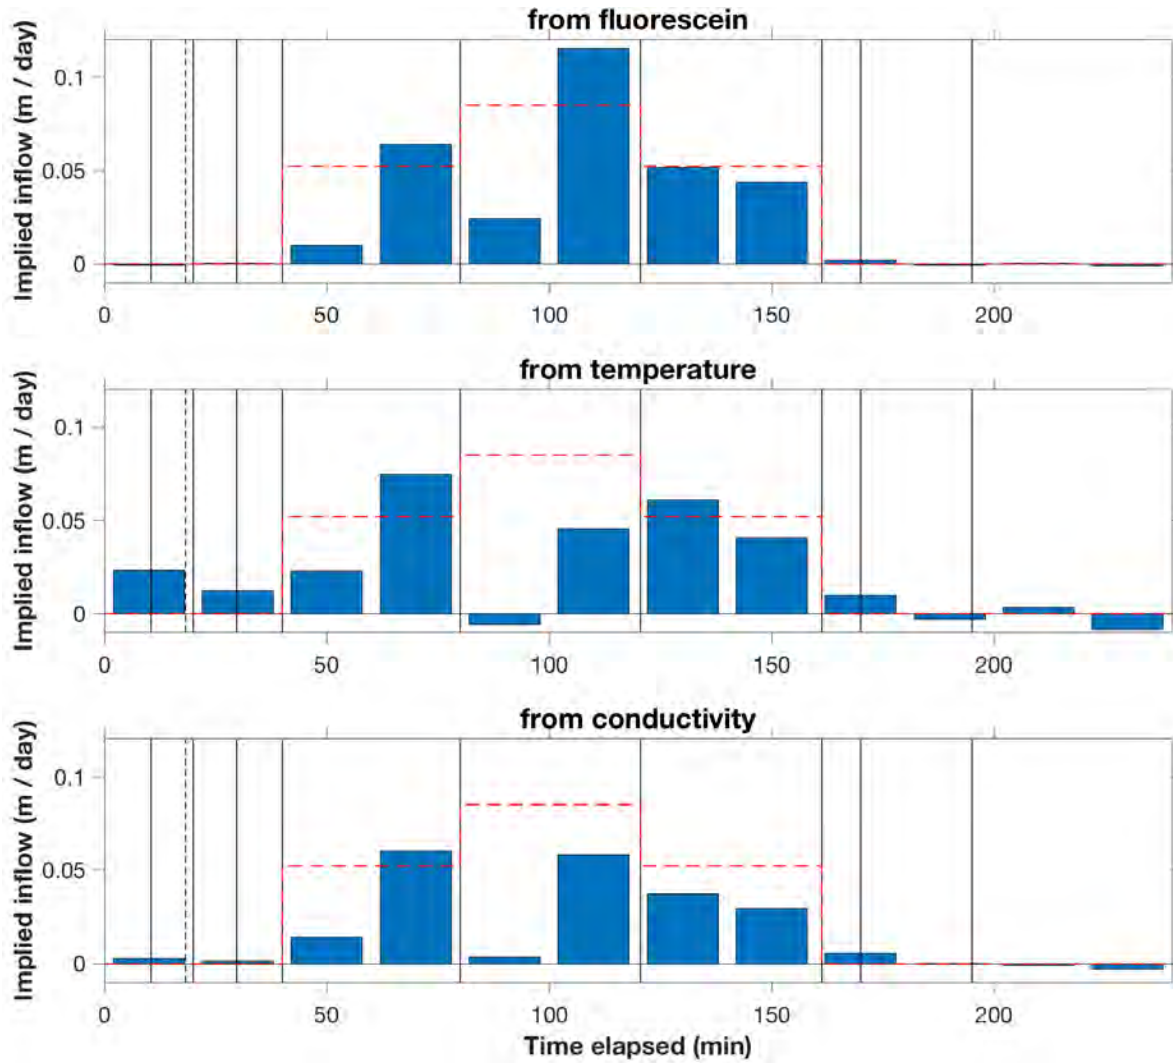 from fluorescein
Implied inflow (m / day)
0.1
0.05
0
0 50 100 150 200
from temperature
Implied inflow (m / day)
0.1
0.05
0
0 50 100 150 200
from conductivity
Implied inflow (m / day)
0.1
0.05
0
0 50 100 150 200
Time elapsed (min)